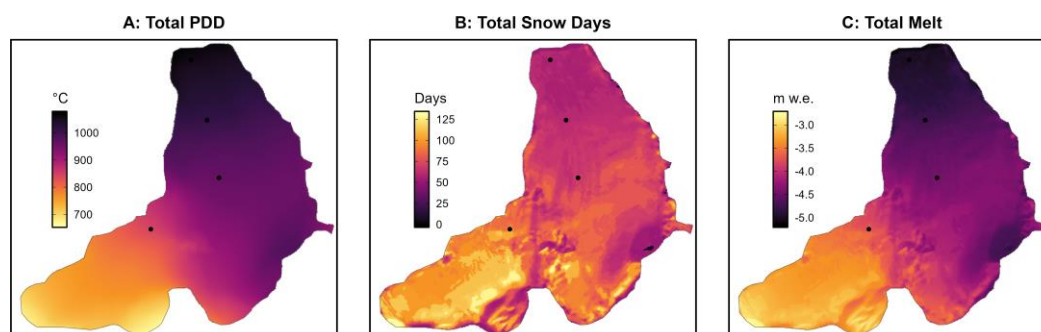 A: Total PDD
°C
1000
900
800
700
B: Total Snow Days
Days
125
100
75
50
25
0
C: Total Melt
m w.e.
-3.0
-3.5
-4.0
-4.5
-5.0